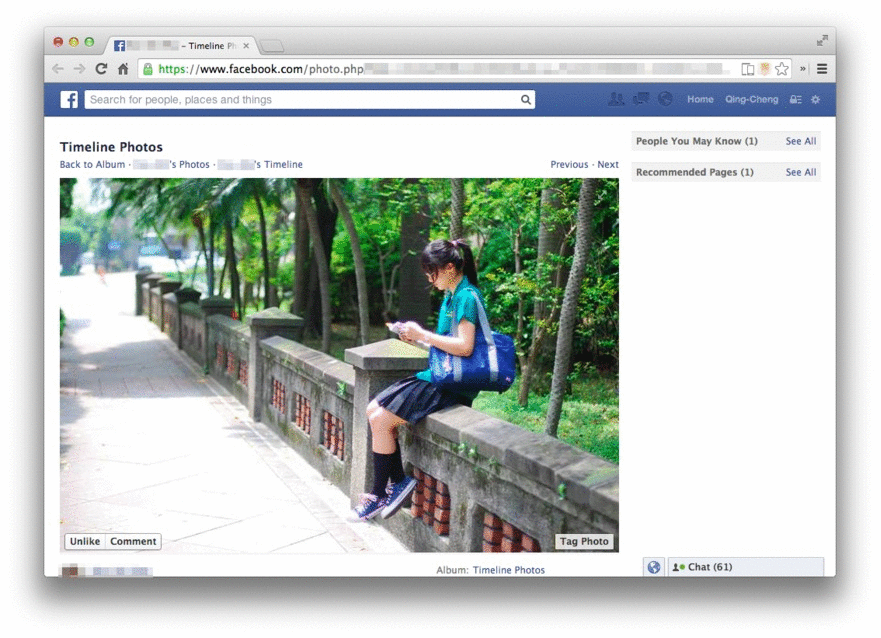 – Timeline Ph
https://www.facebook.com/photo.php
Search for people, places and things
Home
Qing-Cheng
Timeline Photos
Back to Album · 's Photos · 's Timeline
Previous · Next
People You May Know (1)
See All
Recommended Pages (1)
See All
Unlike
Comment
Tag Photo
Album: Timeline Photos
Chat (61)